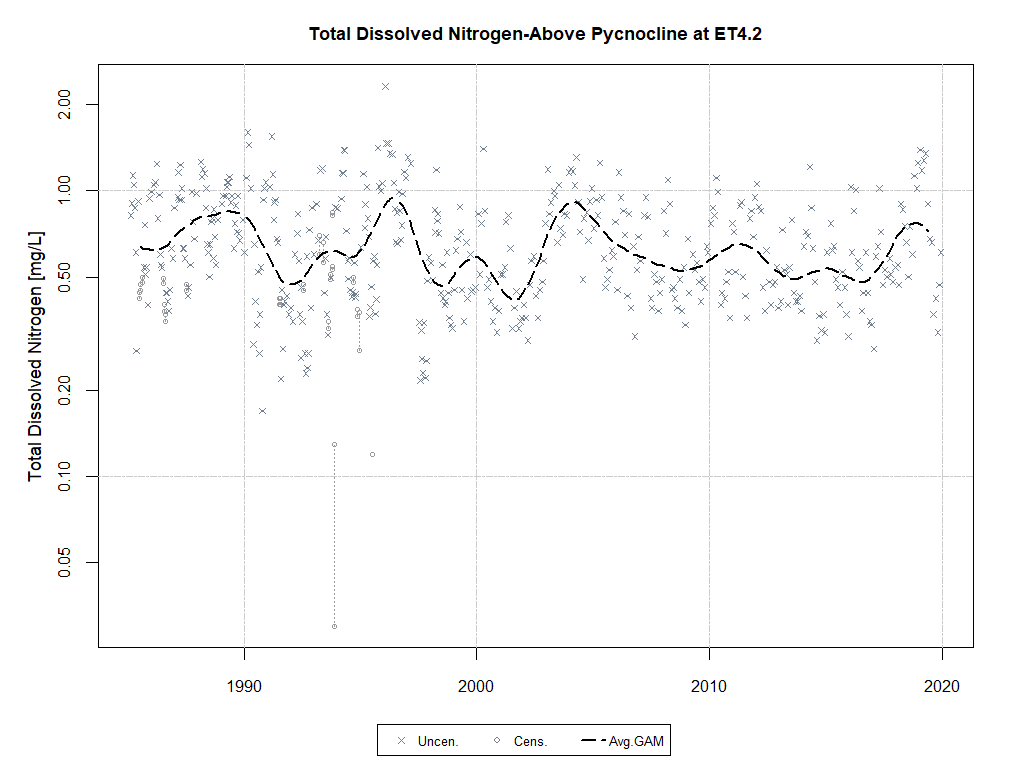 Total Dissolved Nitrogen-Above Pycnocline at ET4.2
Total Dissolved Nitrogen [mg/L]
2.00
1.00
0.50
0.20
0.10
0.05
1990 2000 2010 2020
Uncen. Cens. Avg.GAM